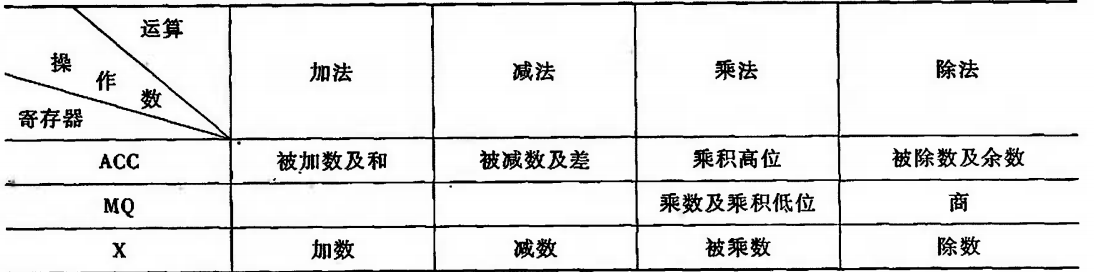 运算
操作数
寄存器
加法 减法 乘法 除法
ACC 被加数及和 被减数及差 乘积高位 被除数及余数
MQ 乘数及乘积低位 商
X 加数 减数 被乘数 除数